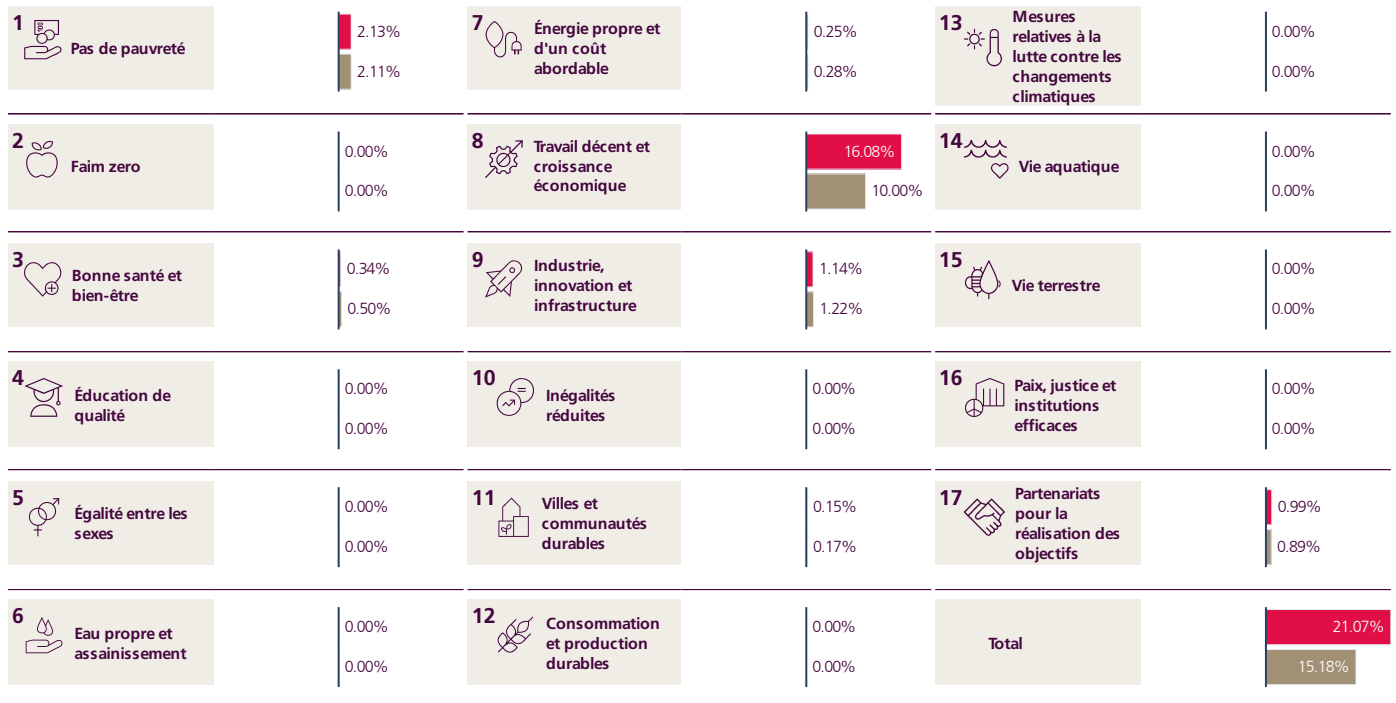 1
Pas de pauvreté
2.13%
2.11%
2
Faim zero
0.00%
0.00%
3
Bonne santé et
bien-être
0.34%
0.50%
4
Éducation de
qualité
0.00%
0.00%
5
Égalité entre les
sexes
0.00%
0.00%
6
Eau propre et
assainissement
0.00%
0.00%
7
Énergie propre et
d'un coût
abordable
0.25%
0.28%
8
Travail décent et
croissance
économique
16.08%
10.00%
9
Industrie,
innovation et
infrastructure
1.14%
1.22%
10
Inégalités
réduites
0.00%
0.00%
11
Villes et
communautés
durables
0.15%
0.17%
12
Consommation
et production
durables
0.00%
0.00%
13
Mesures
relatives à la
lutte contre les
changements
climatiques
0.00%
0.00%
14
Vie aquatique
0.00%
0.00%
15
Vie terrestre
0.00%
0.00%
16
Paix, justice et
institutions
efficaces
0.00%
0.00%
17
Partenariats
pour la
réalisation des
objectifs
0.99%
0.89%
Total
21.07%
15.18%